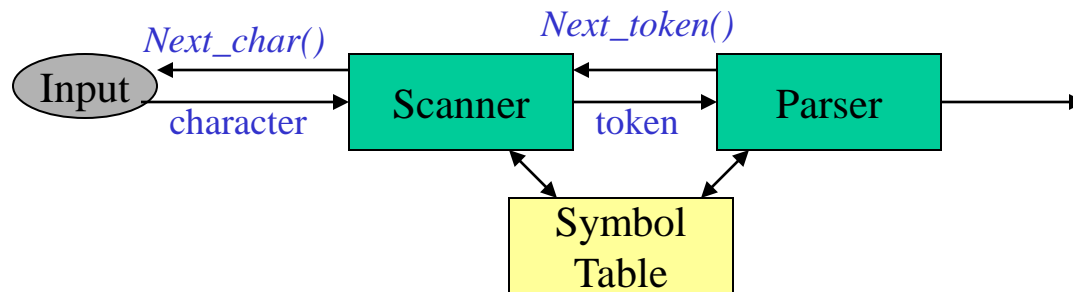 Next_char()
Next_token()
Input
Scanner
Parser
character
token
Symbol
Table